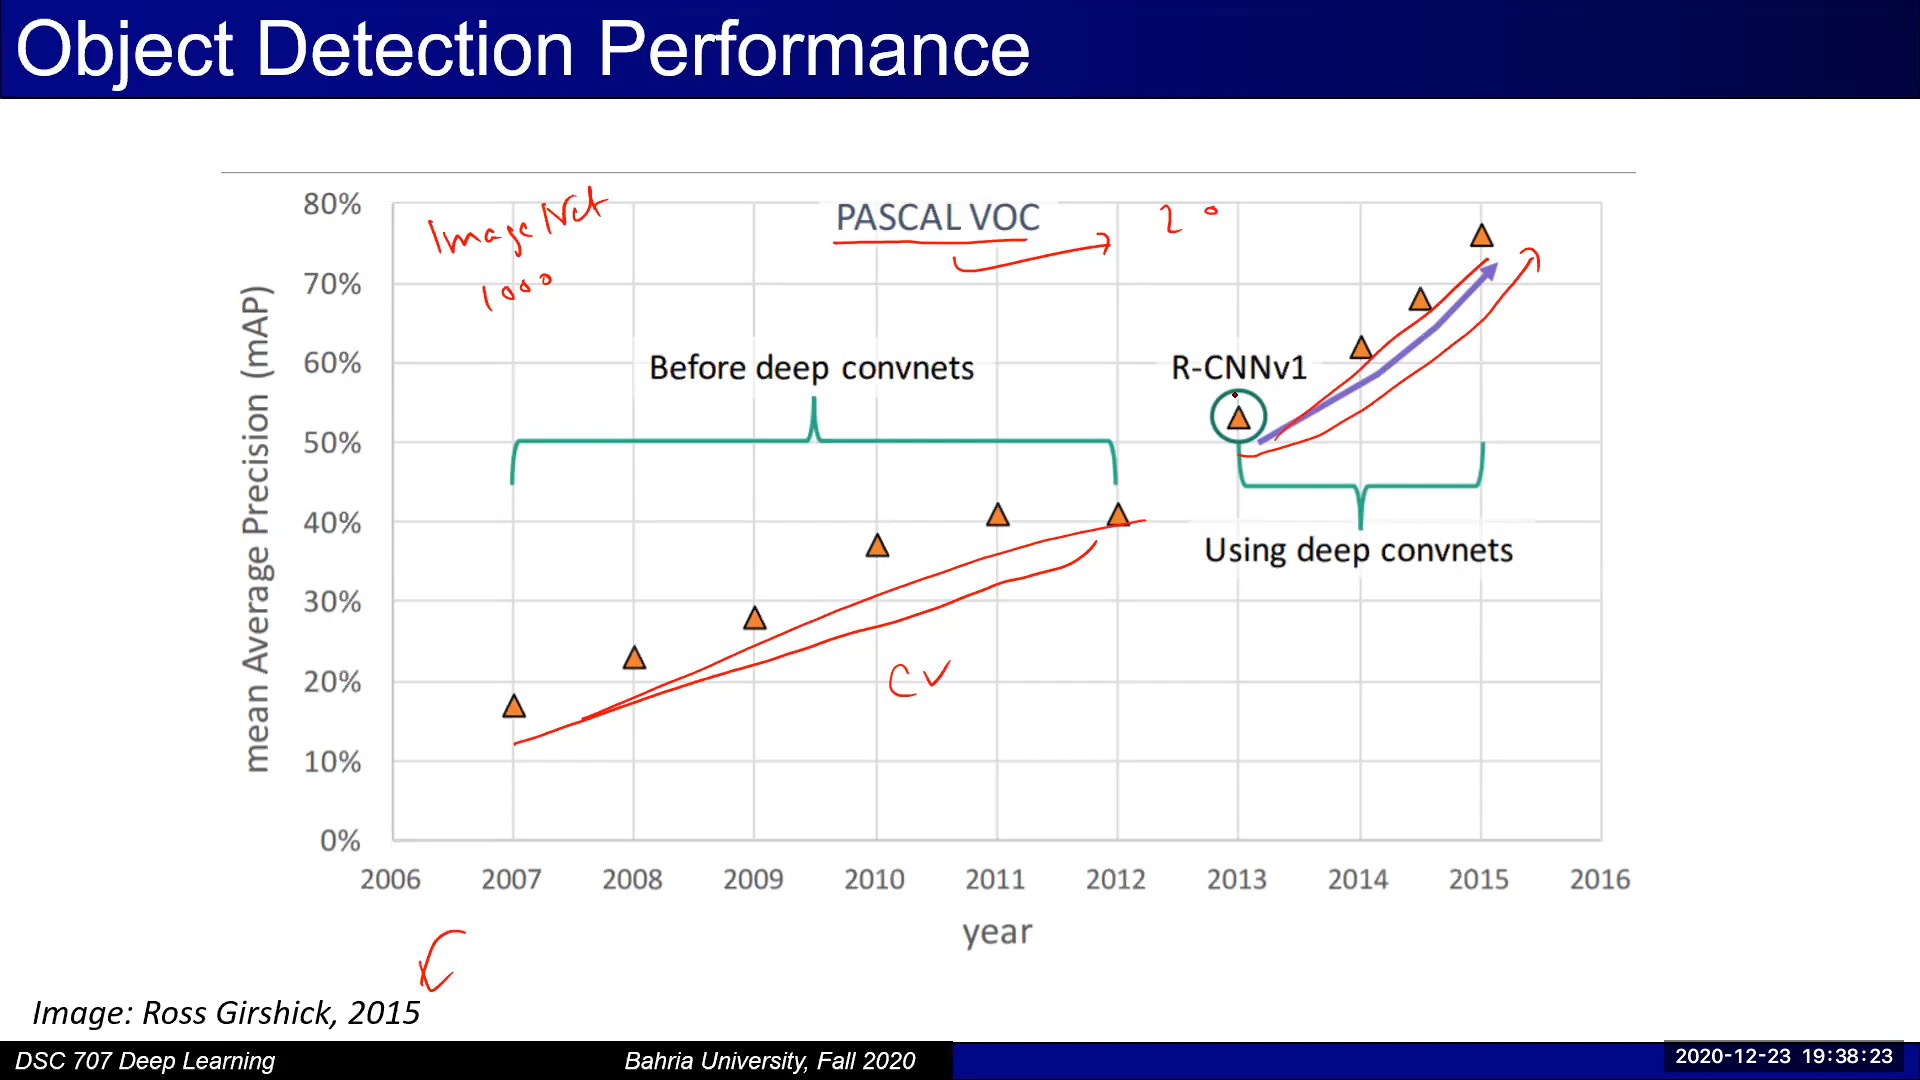 Object Detection Performance
ImageNet
1000
PASCAL VOC
20
80%
70%
60%
50%
40%
30%
20%
10%
0%
mean Average Precision (mAP)
Before deep convnets
R-CNNv1
Using deep convnets
CV
2006 2007 2008 2009 2010 2011 2012 2013 2014 2015 2016
year
Image: Ross Girshick, 2015
DSC 707 Deep Learning
Bahria University, Fall 2020
2020-12-23 19:38:23